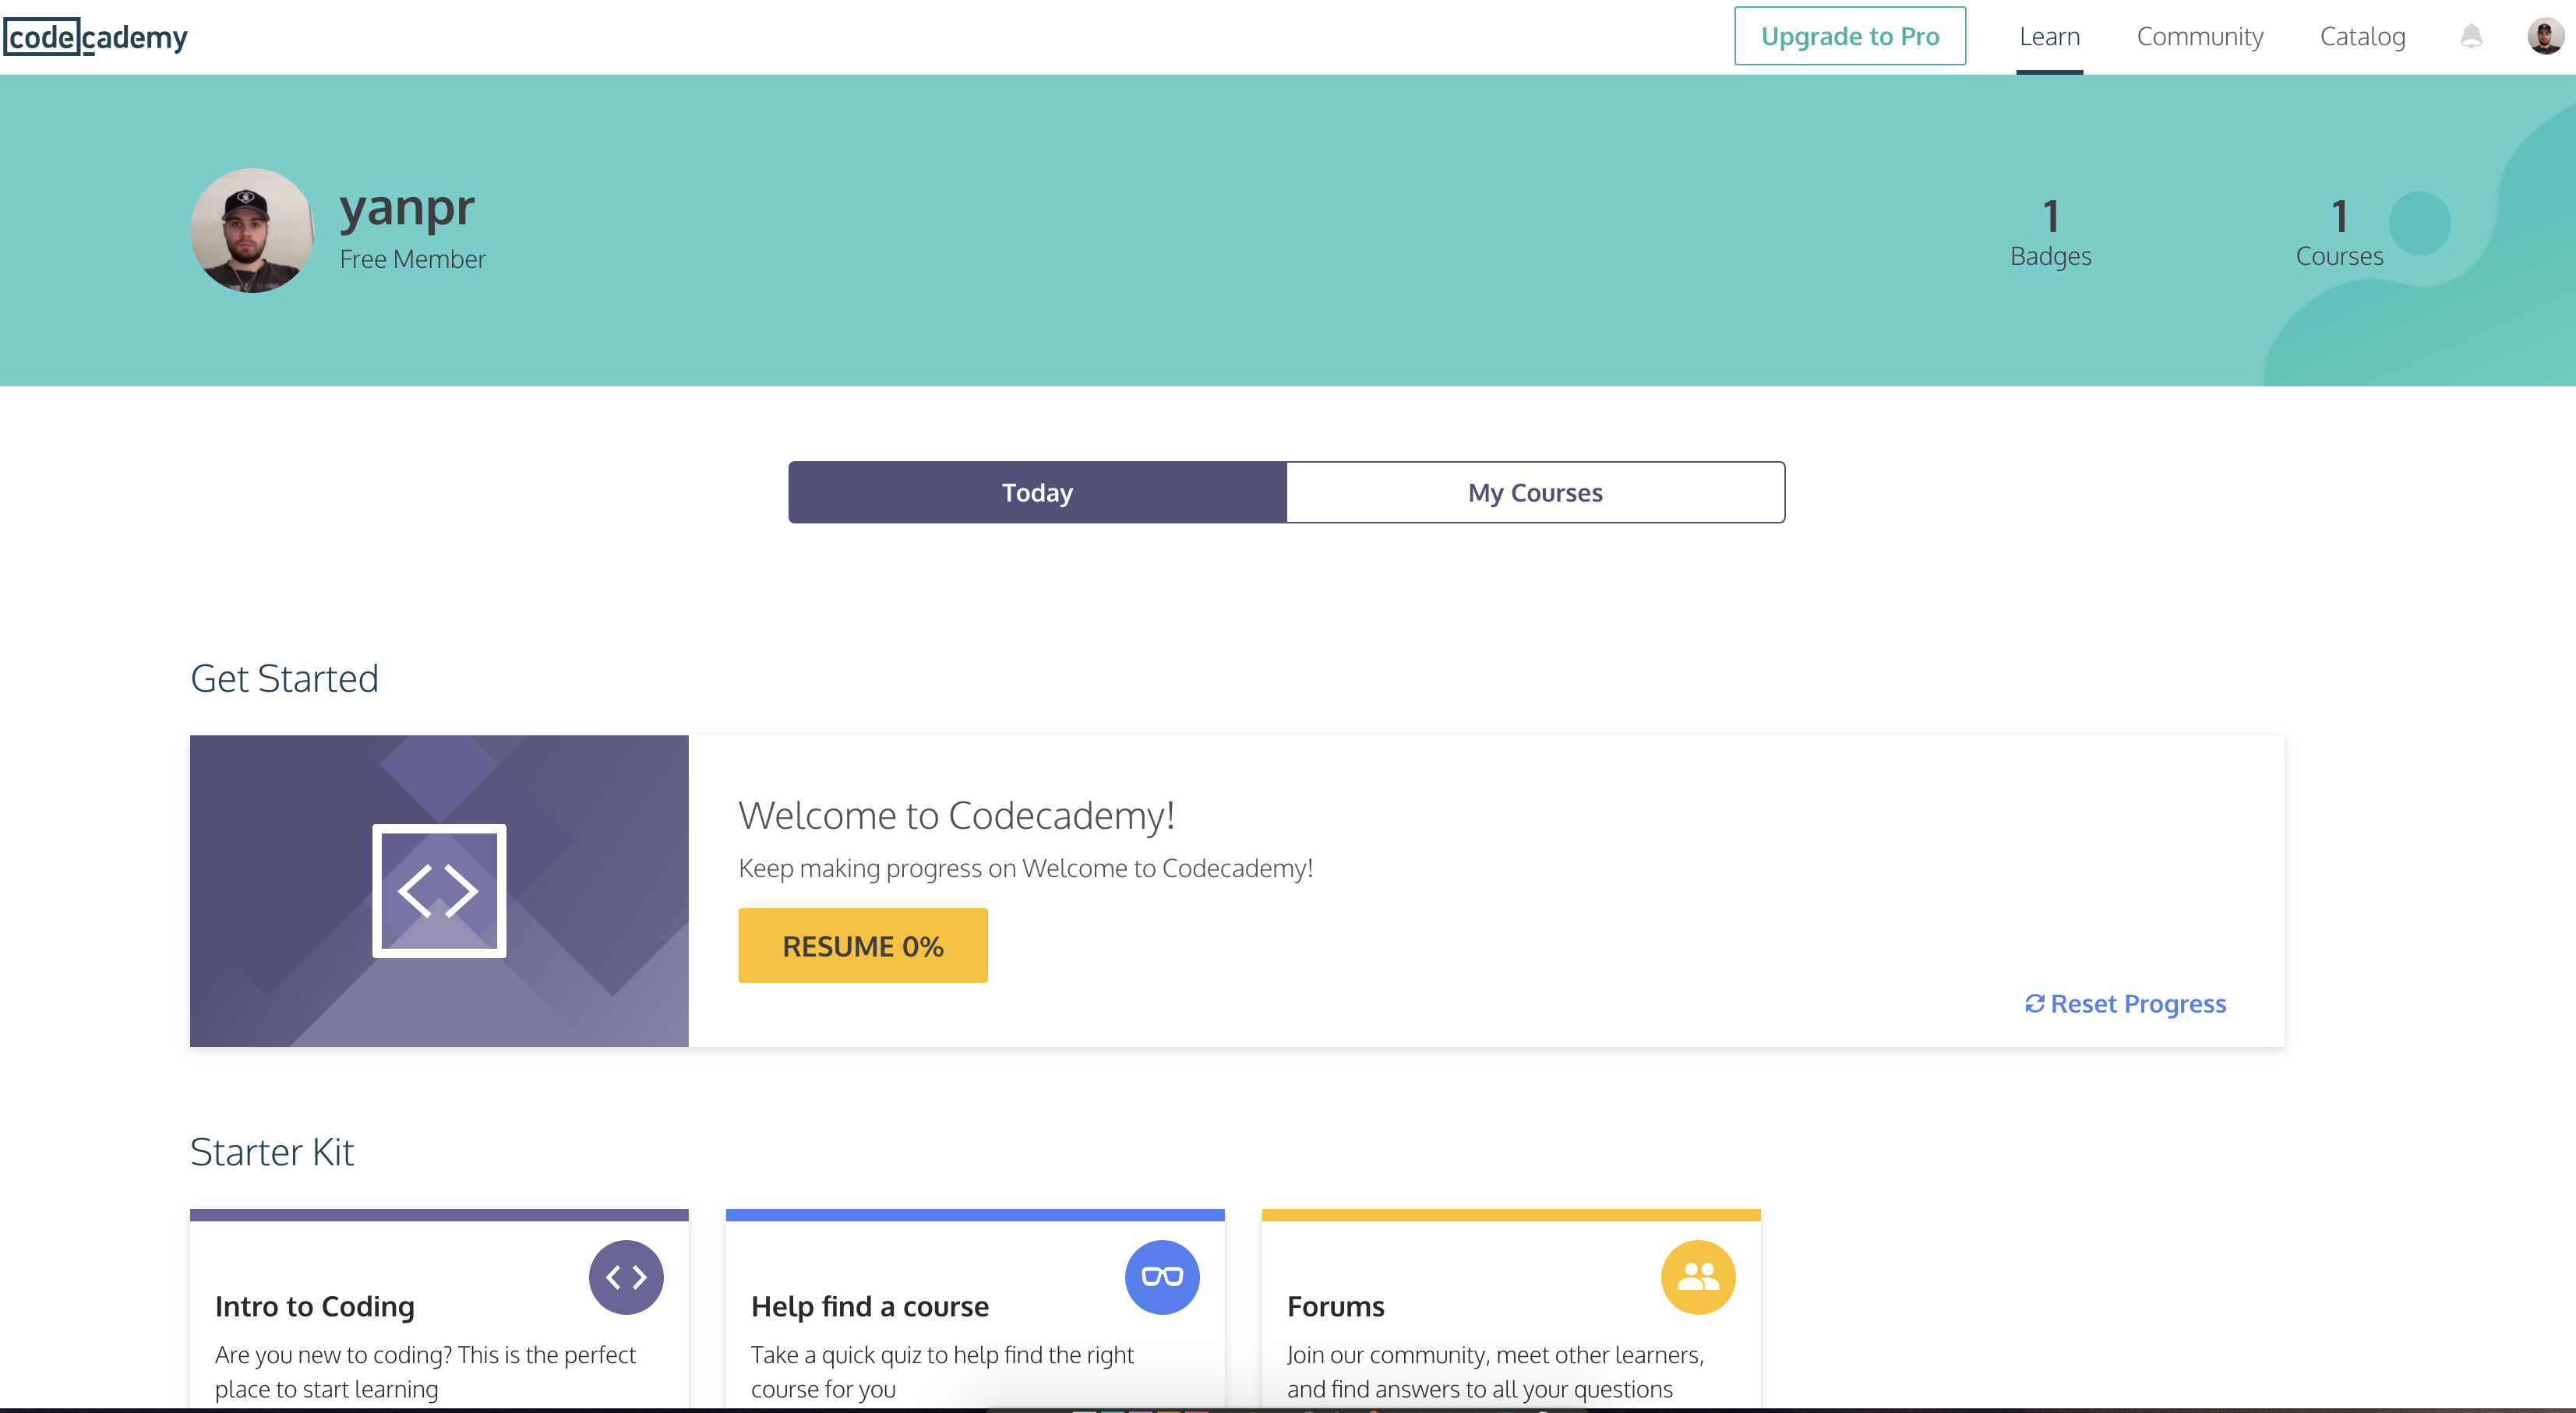 codecademy
Upgrade to Pro
Learn
Community
Catalog
yanpr
Free Member
1
Badges
1
Courses
Today
My Courses
Get Started
Welcome to Codecademy!
Keep making progress on Welcome to Codecademy!
RESUME 0%
Reset Progress
Starter Kit
Intro to Coding
Are you new to coding? This is the perfect
place to start learning
Help find a course
Take a quick quiz to help find the right
course for you
Forums
Join our community, meet other learners,
and find answers to all your questions